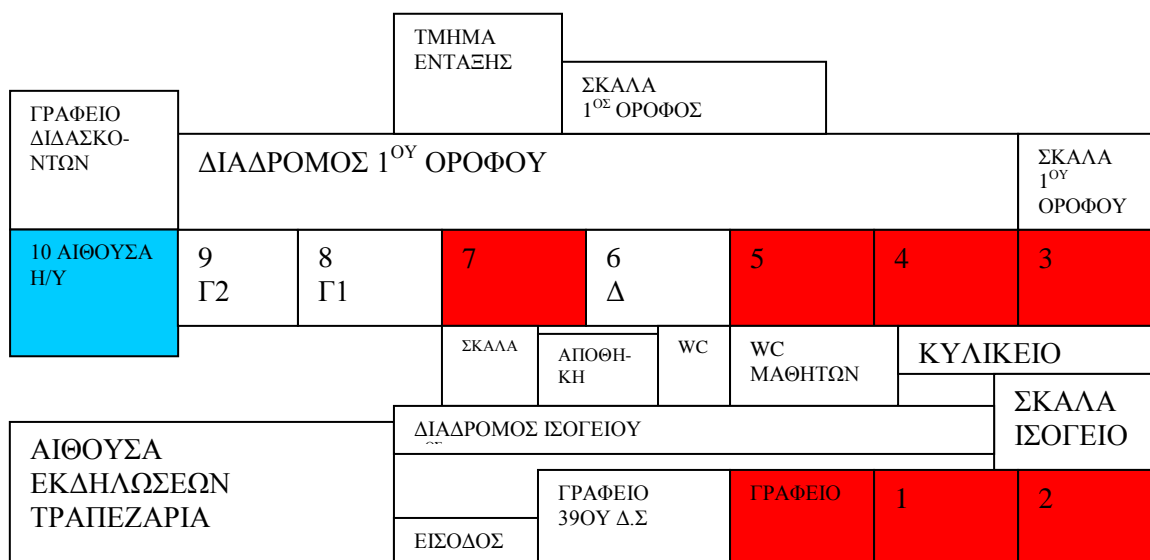 ΤΜΗΜΑ
ΕΝΤΑΞΗΣ
ΣΚΑΛΑ
1ΟΣ ΟΡΟΦΟΣ
ΓΡΑΦΕΙΟ
ΔΙΔΑΣΚΟ-
ΝΤΩΝ
ΔΙΑΔΡΟΜΟΣ 1ΟΥ ΟΡΟΦΟΥ
ΣΚΑΛΑ
1ΟΥ
ΟΡΟΦΟΥ
10 ΑΙΘΟΥΣΑ
Η/Υ
9
Γ2
8
Γ1
7
6
Δ
5
4
3
ΣΚΑΛΑ
ΑΠΟΘΗ-
ΚΗ
WC
WC
ΜΑΘΗΤΩΝ
ΚΥΛΙΚΕΙΟ
ΣΚΑΛΑ
ΙΣΟΓΕΙΟ
ΔΙΑΔΡΟΜΟΣ ΙΣΟΓΕΙΟΥ
ΑΙΘΟΥΣΑ
ΕΚΔΗΛΩΣΕΩΝ
ΤΡΑΠΕΖΑΡΙΑ
ΕΙΣΟΔΟΣ
ΓΡΑΦΕΙΟ
39ΟΥ Δ.Σ
ΓΡΑΦΕΙΟ
1
2